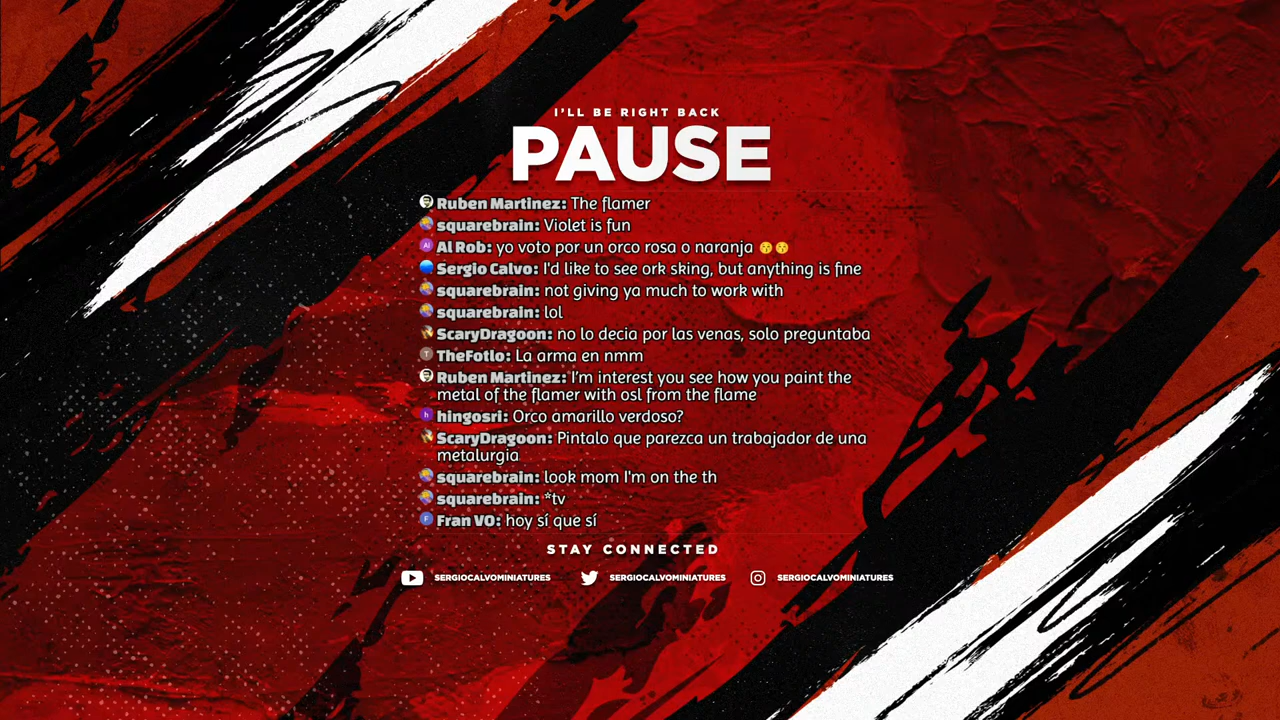 I'LL BE RIGHT BACK
PAUSE
Ruben Martinez: The flamer
squarebrain: Violet is fun
Al Rob: yo voto por un orco rosa o naranja 😚😚
Sergio Calvo: I'd like to see ork sking, but anything is fine
squarebrain: not giving ya much to work with
squarebrain: lol
ScaryDragoon: no lo decia por las venas, solo preguntaba
T TheFotlo: La arma en nmm
Ruben Martinez: I'm interest you see how you paint the
metal of the flamer with osl from the flame
h hingosri: Orco amarillo verdoso?
ScaryDragoon: Pintalo que parezca un trabajador de una
metalurgia
squarebrain: look mom I'm on the th
squarebrain: *tv
F Fran VO: hoy sí que sí
STAY CONNECTED
SERGIOCALVOMINIATURES SERGIOCALVOMINIATURES SERGIOCALVOMINIATURES